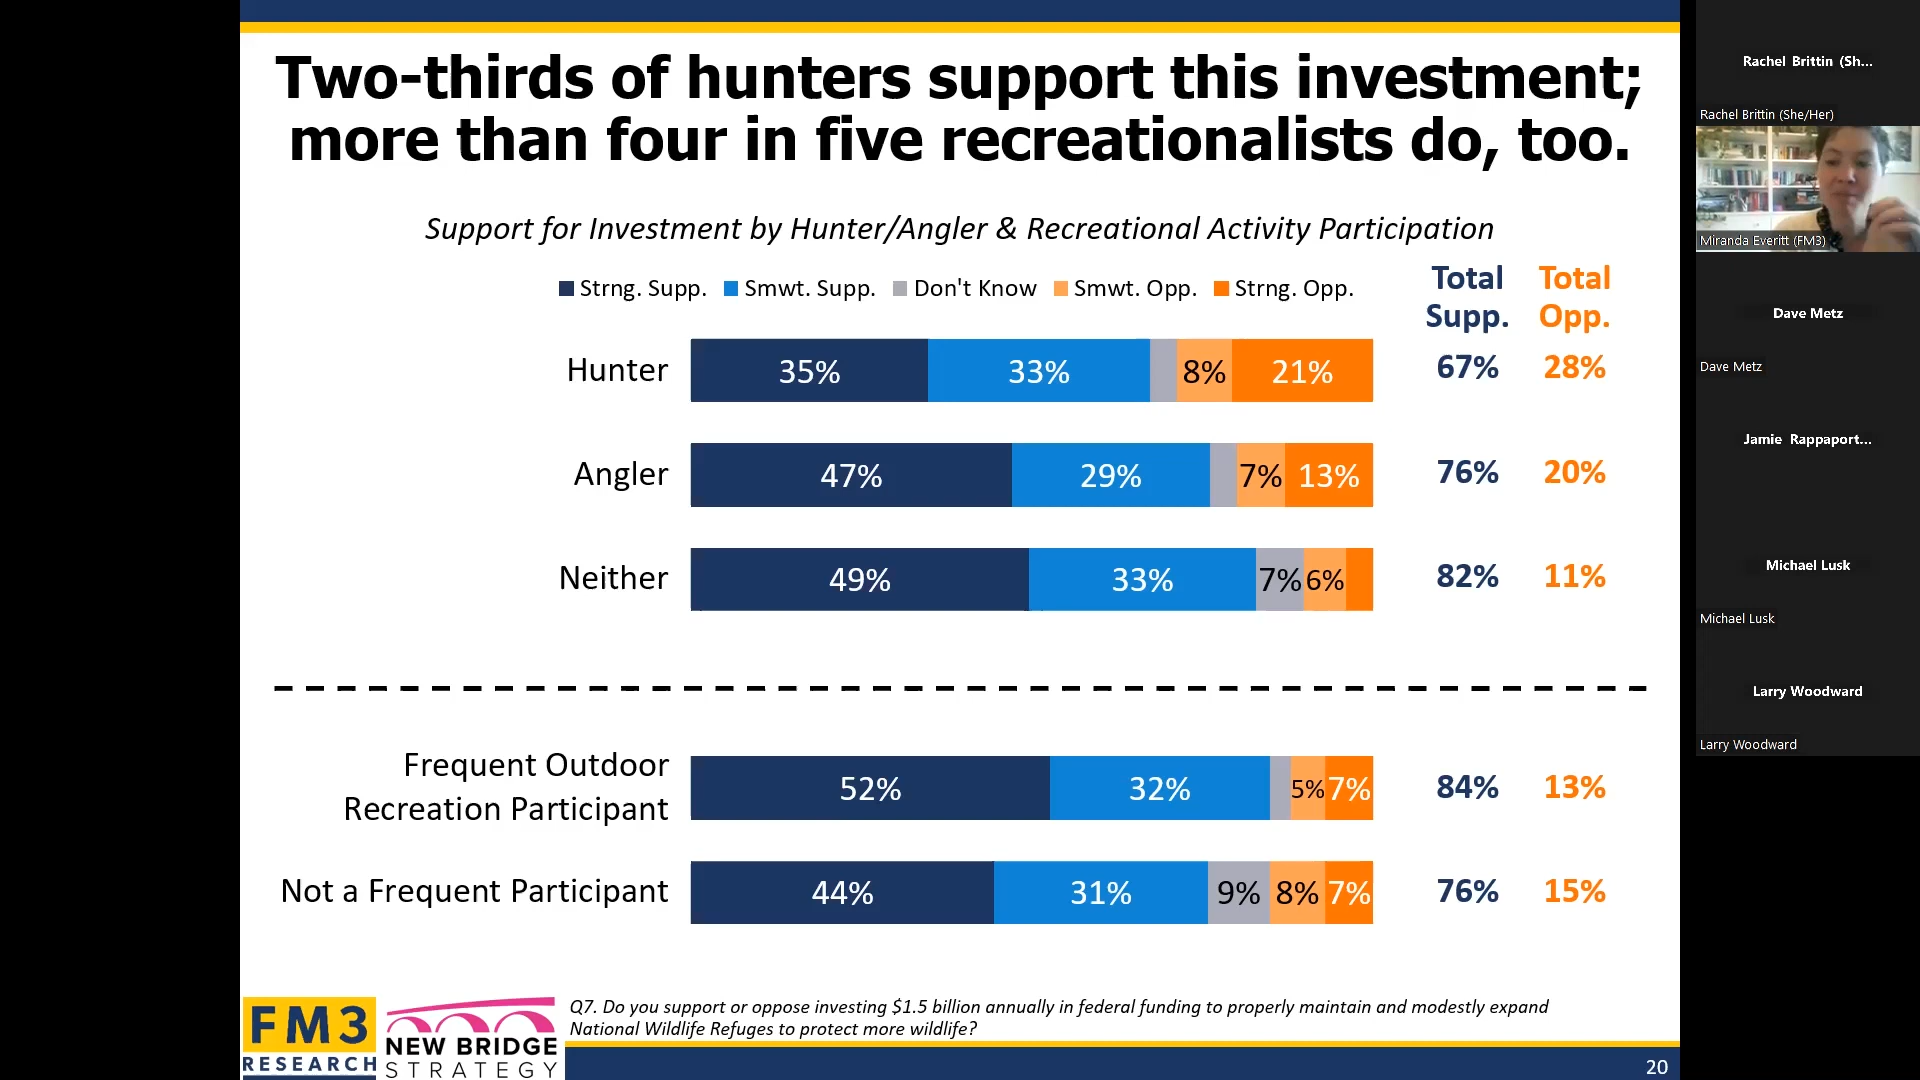 Two-thirds of hunters support this investment;
more than four in five recreationalists do, too.
Support for Investment by Hunter/Angler & Recreational Activity Participation
Strng. Supp. Smwt. Supp. Don't Know Smwt. Opp. Strng. Opp.
Total Supp. Total Opp.
Hunter 35% 33% 8% 21% 67% 28%
Angler 47% 29% 7% 13% 76% 20%
Neither 49% 33% 7% 6% 82% 11%
Frequent Outdoor
Recreation Participant 52% 32% 5% 7% 84% 13%
Not a Frequent Participant 44% 31% 9% 8% 7% 76% 15%
FM3
RESEARCH
NEW BRIDGE
STRATEGY
Q7. Do you support or oppose investing $1.5 billion annually in federal funding to properly maintain and modestly expand
National Wildlife Refuges to protect more wildlife?
20
Rachel Brittin (Sh...
Rachel Brittin (She/Her)
Miranda Everitt (FM3)
Dave Metz
Dave Metz
Jamie Rappaport...
Michael Lusk
Michael Lusk
Larry Woodward
Larry Woodward